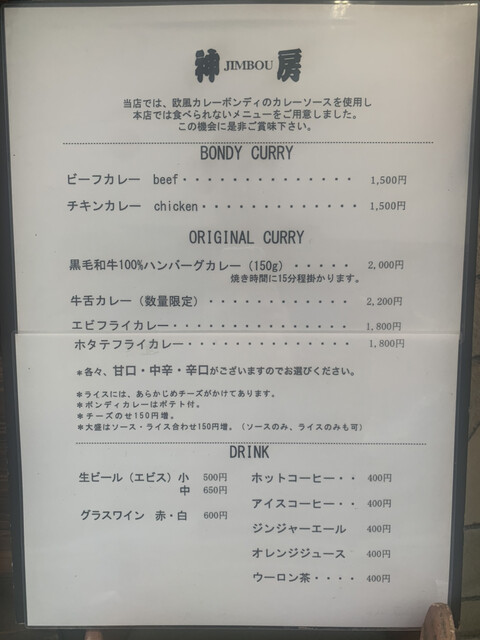 神 JIMBOU 房
当店では、欧風カレーボンディのカレーソースを使用し
本店では食べられないメニューをご用意しました。
この機会に是非ご賞味下さい。
BONDY CURRY
ビーフカレー beef・・・・・・・・・・・・・・・ 1,500円
チキンカレー chicken・・・・・・・・・・・・・ 1,500円
ORIGINAL CURRY
黒毛和牛100%ハンバーグカレー（150g）・・・・・ 2,000円
焼き時間に15分程掛かります。
牛舌カレー（数量限定）・・・・・・・・・・・・ 2,200円
エビフライカレー・・・・・・・・・・・・・・・ 1,800円
ホタテフライカレー・・・・・・・・・・・・・・ 1,800円
＊各々、甘口・中辛・辛口がございますのでお選びください。
＊ライスには、あらかじめチーズがかけてあります。
＊ボンディカレーはポテト付。
＊チーズのせ150円増。
＊大盛はソース・ライス合わせ150円増。（ソースのみ、ライスのみも可）
DRINK
生ビール（エビス）小 500円
中 650円
グラスワイン 赤・白 600円
ホットコーヒー・・ 400円
アイスコーヒー・・ 400円
ジンジャーエール 400円
オレンジジュース 400円
ウーロン茶・・・・ 400円